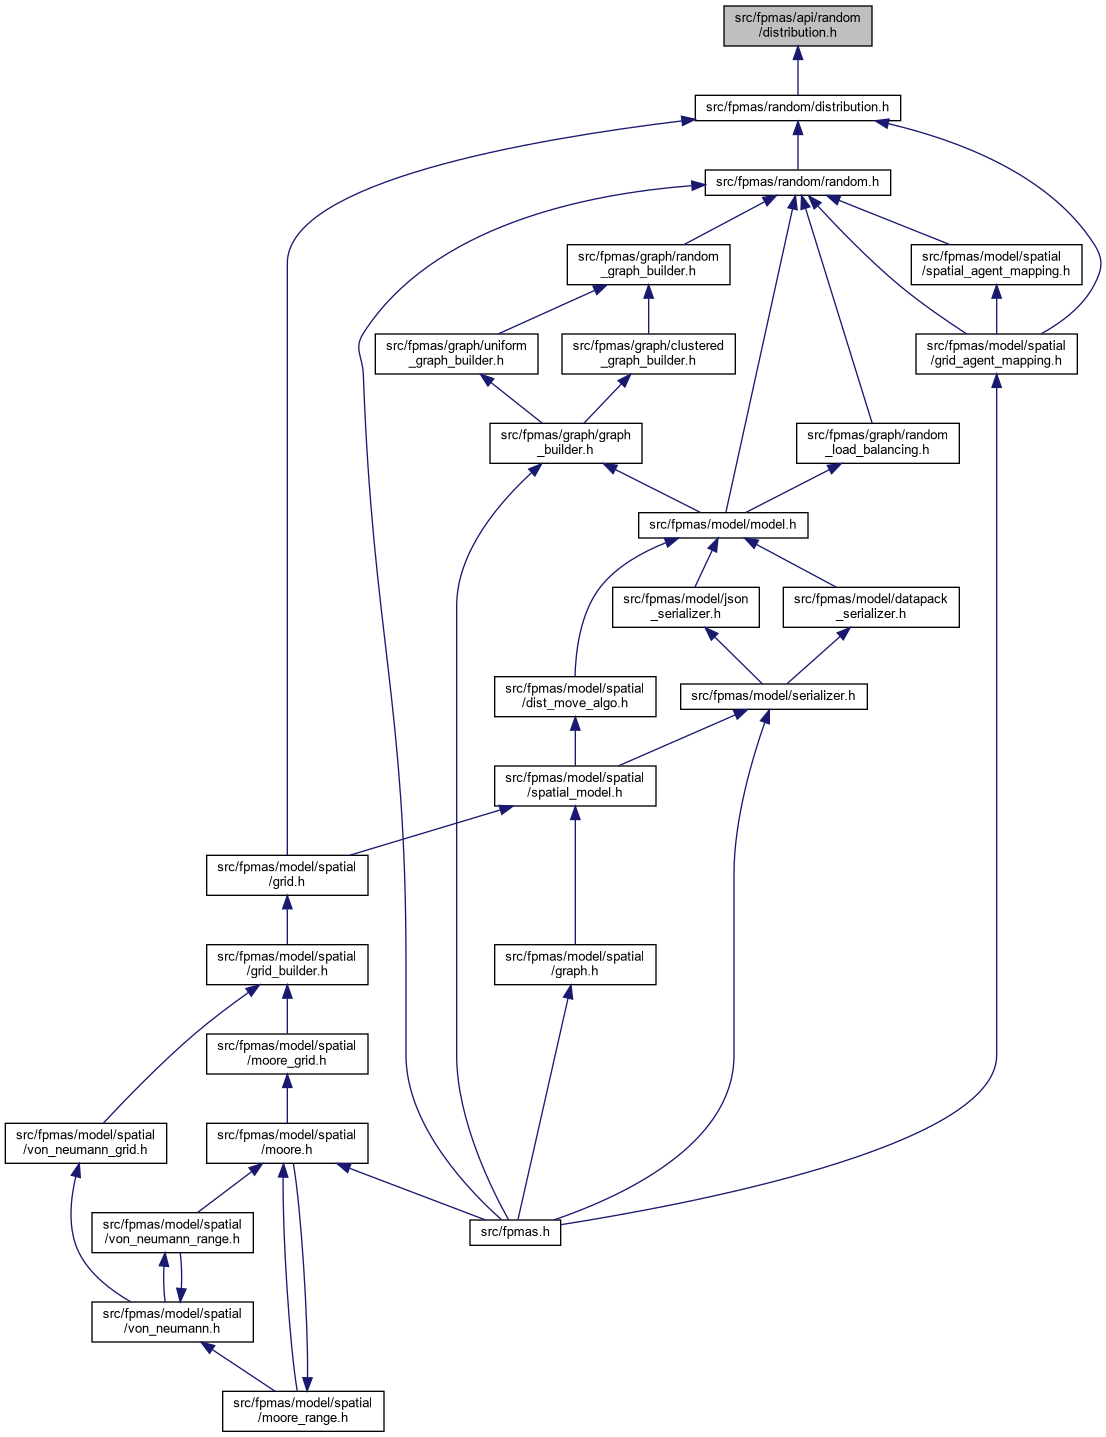 src/fpmas/api/random
/distribution.h
src/fpmas/random/distribution.h
src/fpmas/random/random.h
src/fpmas/graph/random
_graph_builder.h
src/fpmas/model/spatial
/spatial_agent_mapping.h
src/fpmas/graph/uniform
_graph_builder.h
src/fpmas/graph/clustered
_graph_builder.h
src/fpmas/model/spatial
/grid_agent_mapping.h
src/fpmas/graph/graph
_builder.h
src/fpmas/graph/random
_load_balancing.h
src/fpmas/model/model.h
src/fpmas/model/json
_serializer.h
src/fpmas/model/datapack
_serializer.h
src/fpmas/model/spatial
/dist_move_algo.h
src/fpmas/model/serializer.h
src/fpmas/model/spatial
/spatial_model.h
src/fpmas/model/spatial
/grid.h
src/fpmas/model/spatial
/grid_builder.h
src/fpmas/model/spatial
/graph.h
src/fpmas/model/spatial
/moore_grid.h
src/fpmas/model/spatial
/von_neumann_grid.h
src/fpmas/model/spatial
/moore.h
src/fpmas/model/spatial
/von_neumann_range.h
src/fpmas.h
src/fpmas/model/spatial
/von_neumann.h
src/fpmas/model/spatial
/moore_range.h